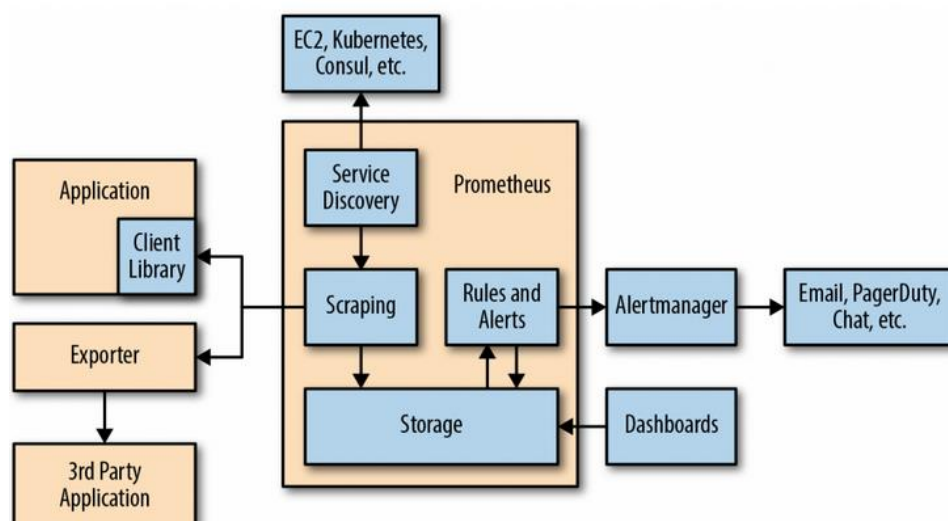 EC2, Kubernetes,
Consul, etc.
Service
Discovery
Prometheus
Application
Client
Library
Scraping
Rules and
Alerts
Alertmanager
Email, PagerDuty,
Chat, etc.
Exporter
Storage
Dashboards
3rd Party
Application